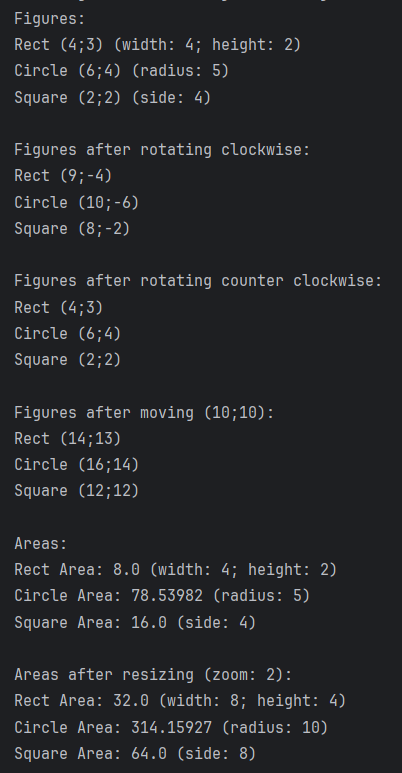 Figures:
Rect (4;3) (width: 4; height: 2)
Circle (6;4) (radius: 5)
Square (2;2) (side: 4)
Figures after rotating clockwise:
Rect (9;-4)
Circle (10;-6)
Square (8;-2)
Figures after rotating counter clockwise:
Rect (4;3)
Circle (6;4)
Square (2;2)
Figures after moving (10;10):
Rect (14;13)
Circle (16;14)
Square (12;12)
Areas:
Rect Area: 8.0 (width: 4; height: 2)
Circle Area: 78.53982 (radius: 5)
Square Area: 16.0 (side: 4)
Areas after resizing (zoom: 2):
Rect Area: 32.0 (width: 8; height: 4)
Circle Area: 314.15927 (radius: 10)
Square Area: 64.0 (side: 8)